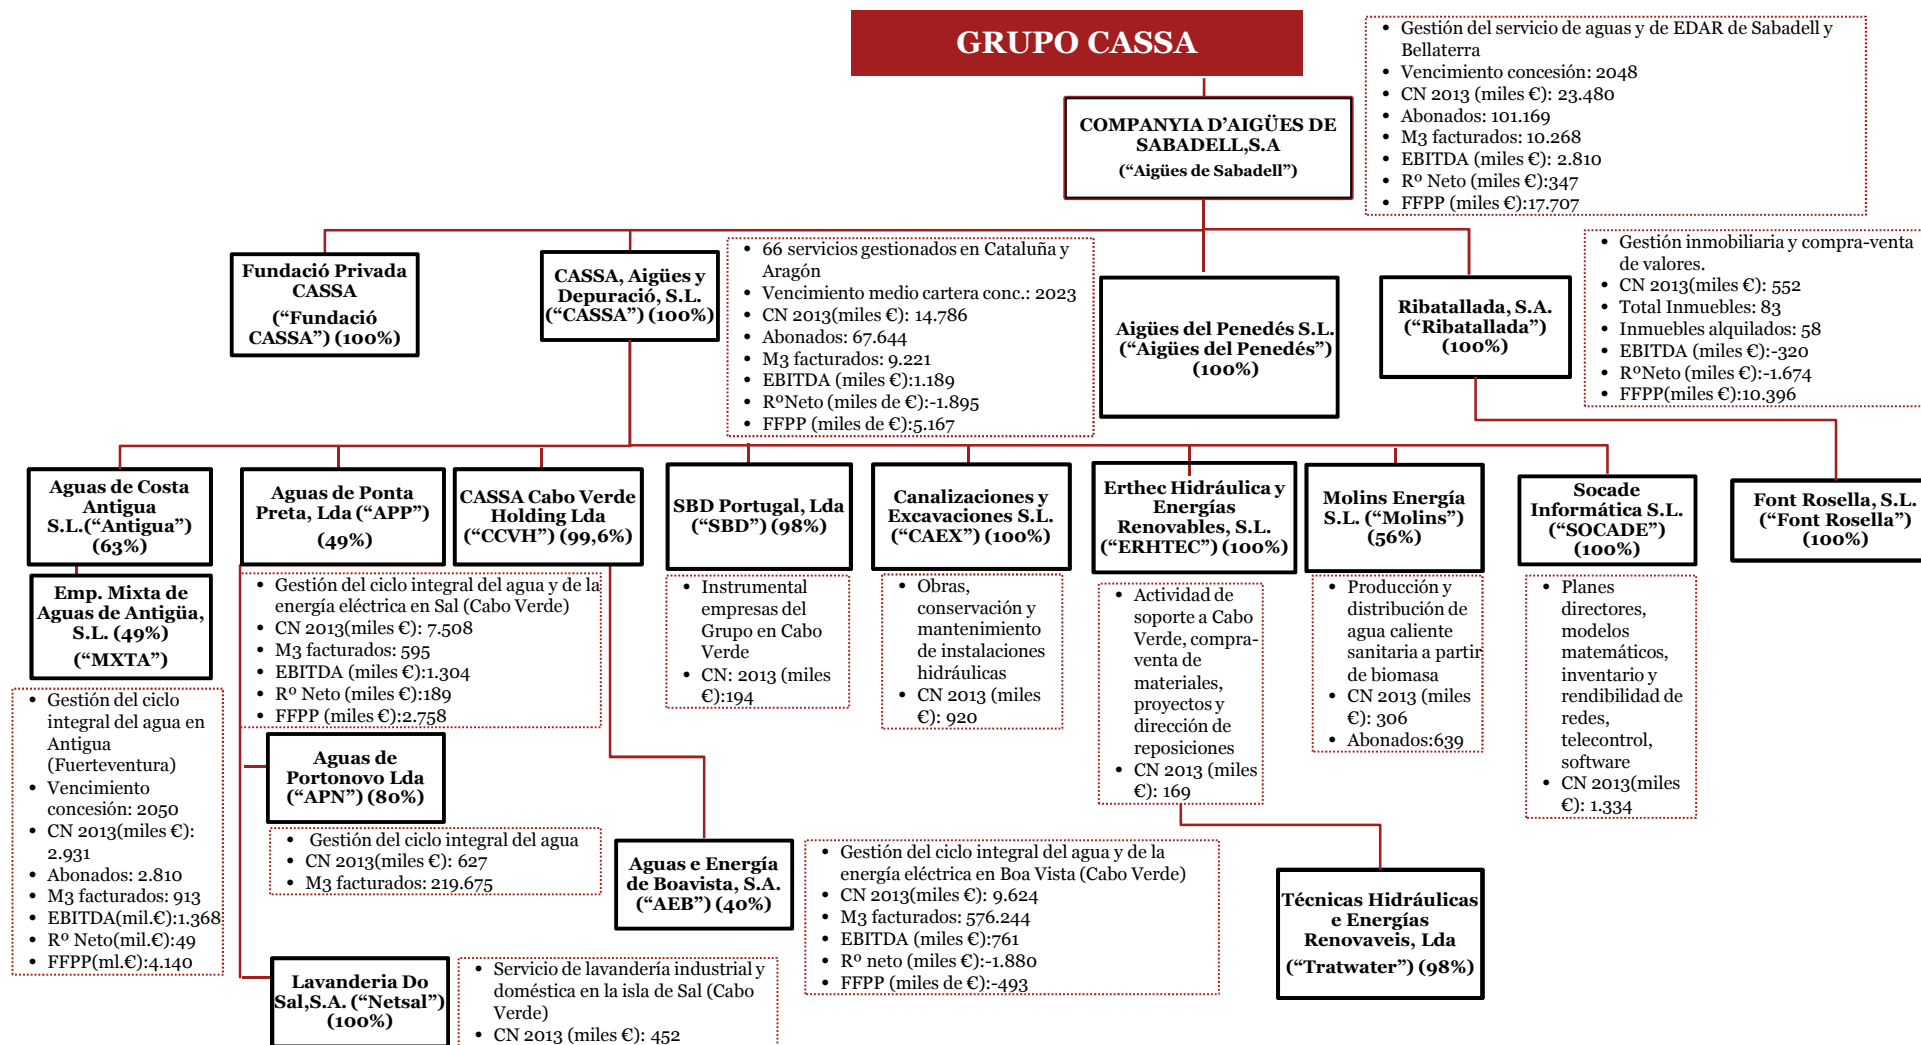 GRUPO CASSA
• Gestión del servicio de aguas y de EDAR de Sabadell y
Bellaterra
• Vencimiento concesión: 2048
• CN 2013 (miles €): 23.480
• Abonados: 101.169
• M3 facturados: 10.268
• EBITDA (miles €): 2.810
• Rº Neto (miles €):347
• FFPP (miles €):17.707
COMPANYIA D'AIGÜES DE
SABADELL,S.A
("Aigües de Sabadell")
Fundació Privada
CASSA
("Fundació
CASSA") (100%)
CASSA, Aigües y
Depuració, S.L.
("CASSA") (100%)
• 66 servicios gestionados en Cataluña y
Aragón
• Vencimiento medio cartera conc.: 2023
• CN 2013(miles €): 14.786
• Abonados: 67.644
• M3 facturados: 9.221
• EBITDA (miles €):1.189
• RºNeto (miles de €):-1.895
• FFPP (miles de €):5.167
Aigües del Penedés S.L.
("Aigües del Penedés")
(100%)
Ribatallada, S.A.
("Ribatallada")
(100%)
• Gestión inmobiliaria y compra-venta
de valores.
• CN 2013(miles €): 552
• Total Inmuebles: 83
• Inmuebles alquilados: 58
• EBITDA (miles €):-320
• RºNeto (miles €):-1.674
• FFPP(miles €):10.396
Aguas de Costa
Antigua
S.L.("Antigua")
(63%)
Aguas de Ponta
Preta, Lda ("APP")
(49%)
CASSA Cabo Verde
Holding Lda
("CCVH") (99,6%)
SBD Portugal, Lda
("SBD") (98%)
Canalizaciones y
Excavaciones S.L.
("CAEX") (100%)
Erthec Hidráulica y
Energías
Renovables, S.L.
("ERHTEC") (100%)
Molins Energía
S.L. ("Molins")
(56%)
Socade
Informática S.L.
("SOCADE")
(100%)
Font Rosella, S.L.
("Font Rosella")
(100%)
Emp. Mixta de
Aguas de Antigüa,
S.L. (49%)
("MXTA")
• Gestión del ciclo
integral del agua en
Antigua
(Fuerteventura)
• Vencimiento
concesión: 2050
• CN 2013(miles €):
2.931
• Abonados: 2.810
• M3 facturados: 913
• EBITDA(mil.€):1.368
• Rº Neto(mil.€):49
• FFPP(ml.€):4.140
• Gestión del ciclo integral del agua y de la
energía eléctrica en Sal (Cabo Verde)
• CN 2013(miles €): 7.508
• M3 facturados: 595
• EBITDA (miles €):1.304
• Rº Neto (miles €):189
• FFPP (miles €):2.758
• Instrumental
empresas del
Grupo en Cabo
Verde
• CN: 2013 (miles
€):194
• Obras,
conservación y
mantenimiento
de instalaciones
hidráulicas
• CN 2013 (miles
€): 920
• Actividad de
soporte a Cabo
Verde, compra-
venta de
materiales,
proyectos y
dirección de
reposiciones
• CN 2013 (miles
€): 169
• Producción y
distribución de
agua caliente
sanitaria a partir
de biomasa
• CN 2013 (miles
€): 306
• Abonados:639
• Planes
directores,
modelos
matemáticos,
inventario y
rendibilidad de
redes,
telecontrol,
software
• CN 2013(miles
€): 1.334
Aguas de
Portonovo Lda
("APN") (80%)
• Gestión del ciclo integral del agua
• CN 2013(miles €): 627
• M3 facturados: 219.675
Aguas e Energía
de Boavista, S.A.
("AEB") (40%)
• Gestión del ciclo integral del agua y de la
energía eléctrica en Boa Vista (Cabo Verde)
• CN 2013(miles €): 9.624
• M3 facturados: 576.244
• EBITDA (miles €):761
• Rº neto (miles €):-1.880
• FFPP (miles de €):-493
Técnicas Hidráulicas
e Energías
Renovaveis, Lda
("Tratwater") (98%)
Lavanderia Do
Sal,S.A. ("Netsal")
(100%)
• Servicio de lavandería industrial y
doméstica en la isla de Sal (Cabo
Verde)
• CN 2013 (miles €): 452